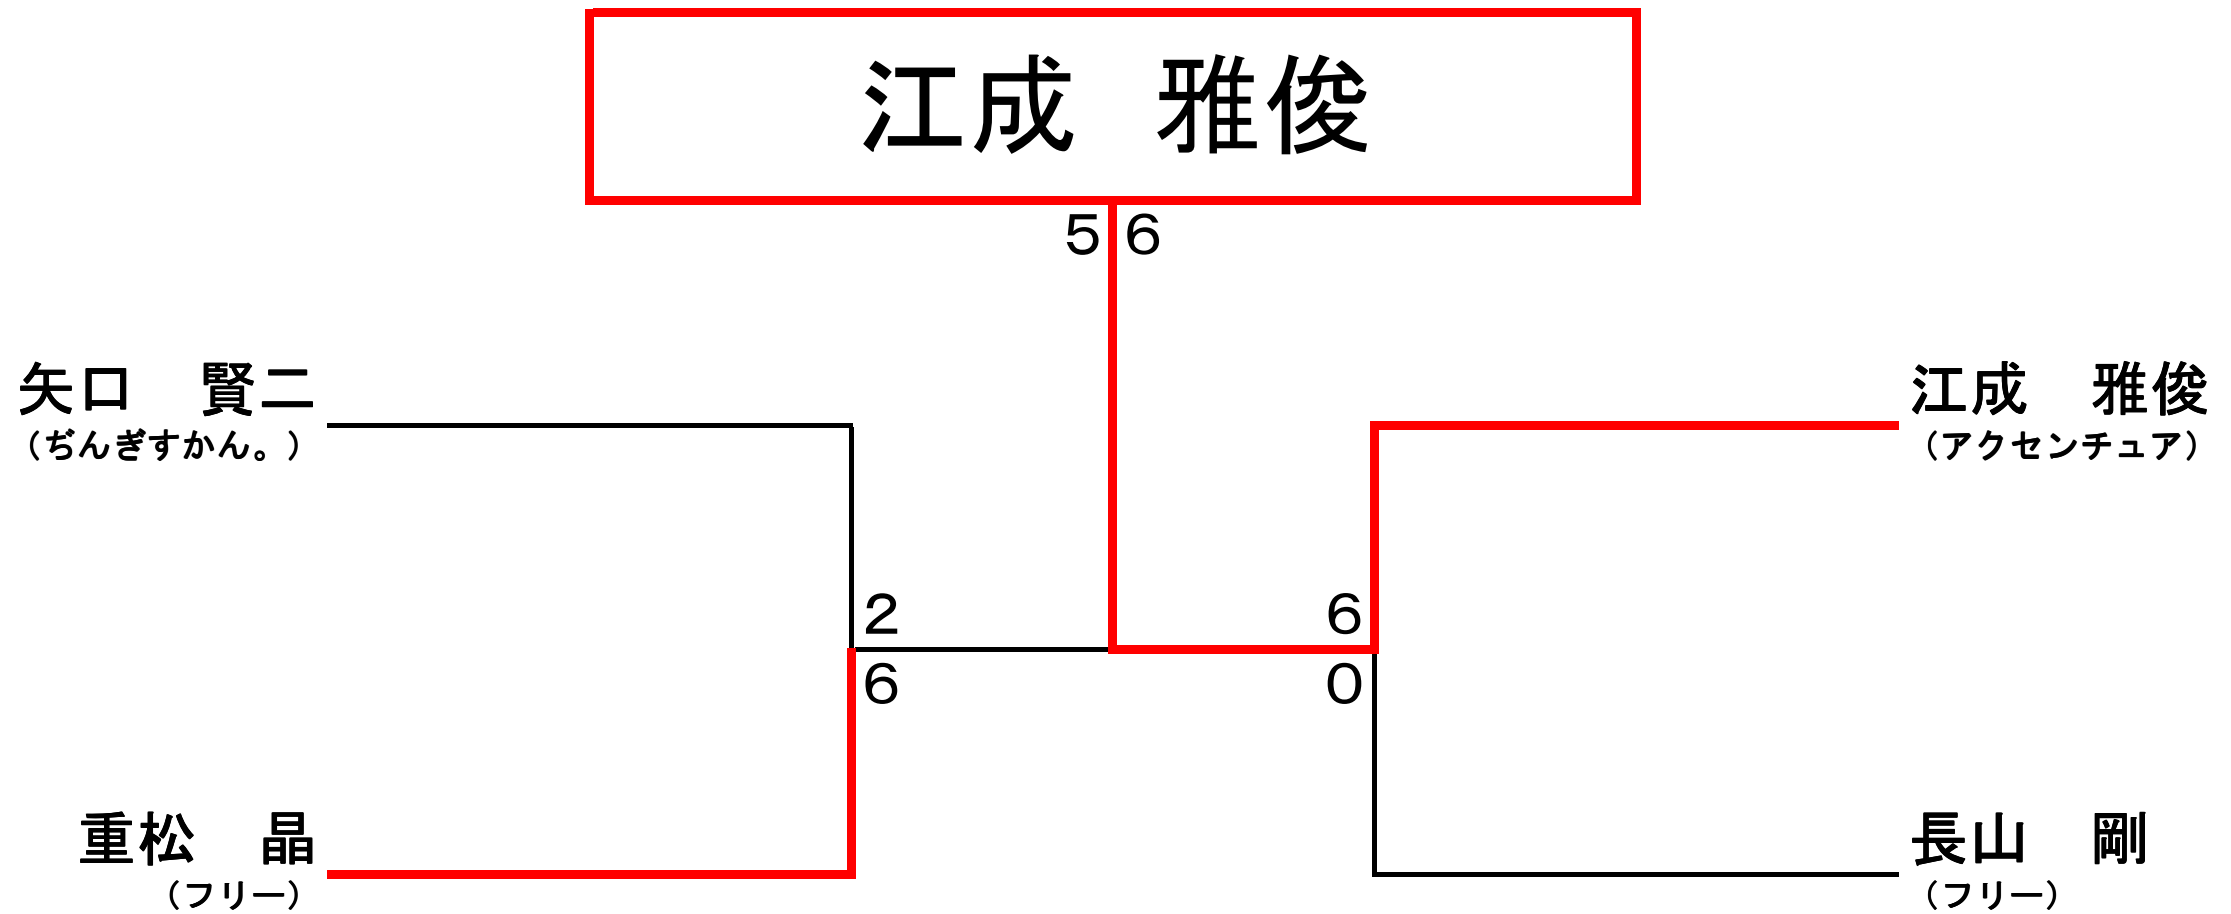 江成　雅俊
５ ６
矢口　賢二
（ぢんぎすかん。）
江成　雅俊
（アクセンチュア）
２ ６
６ ０
重松　晶
（フリー）
長山　剛
（フリー）